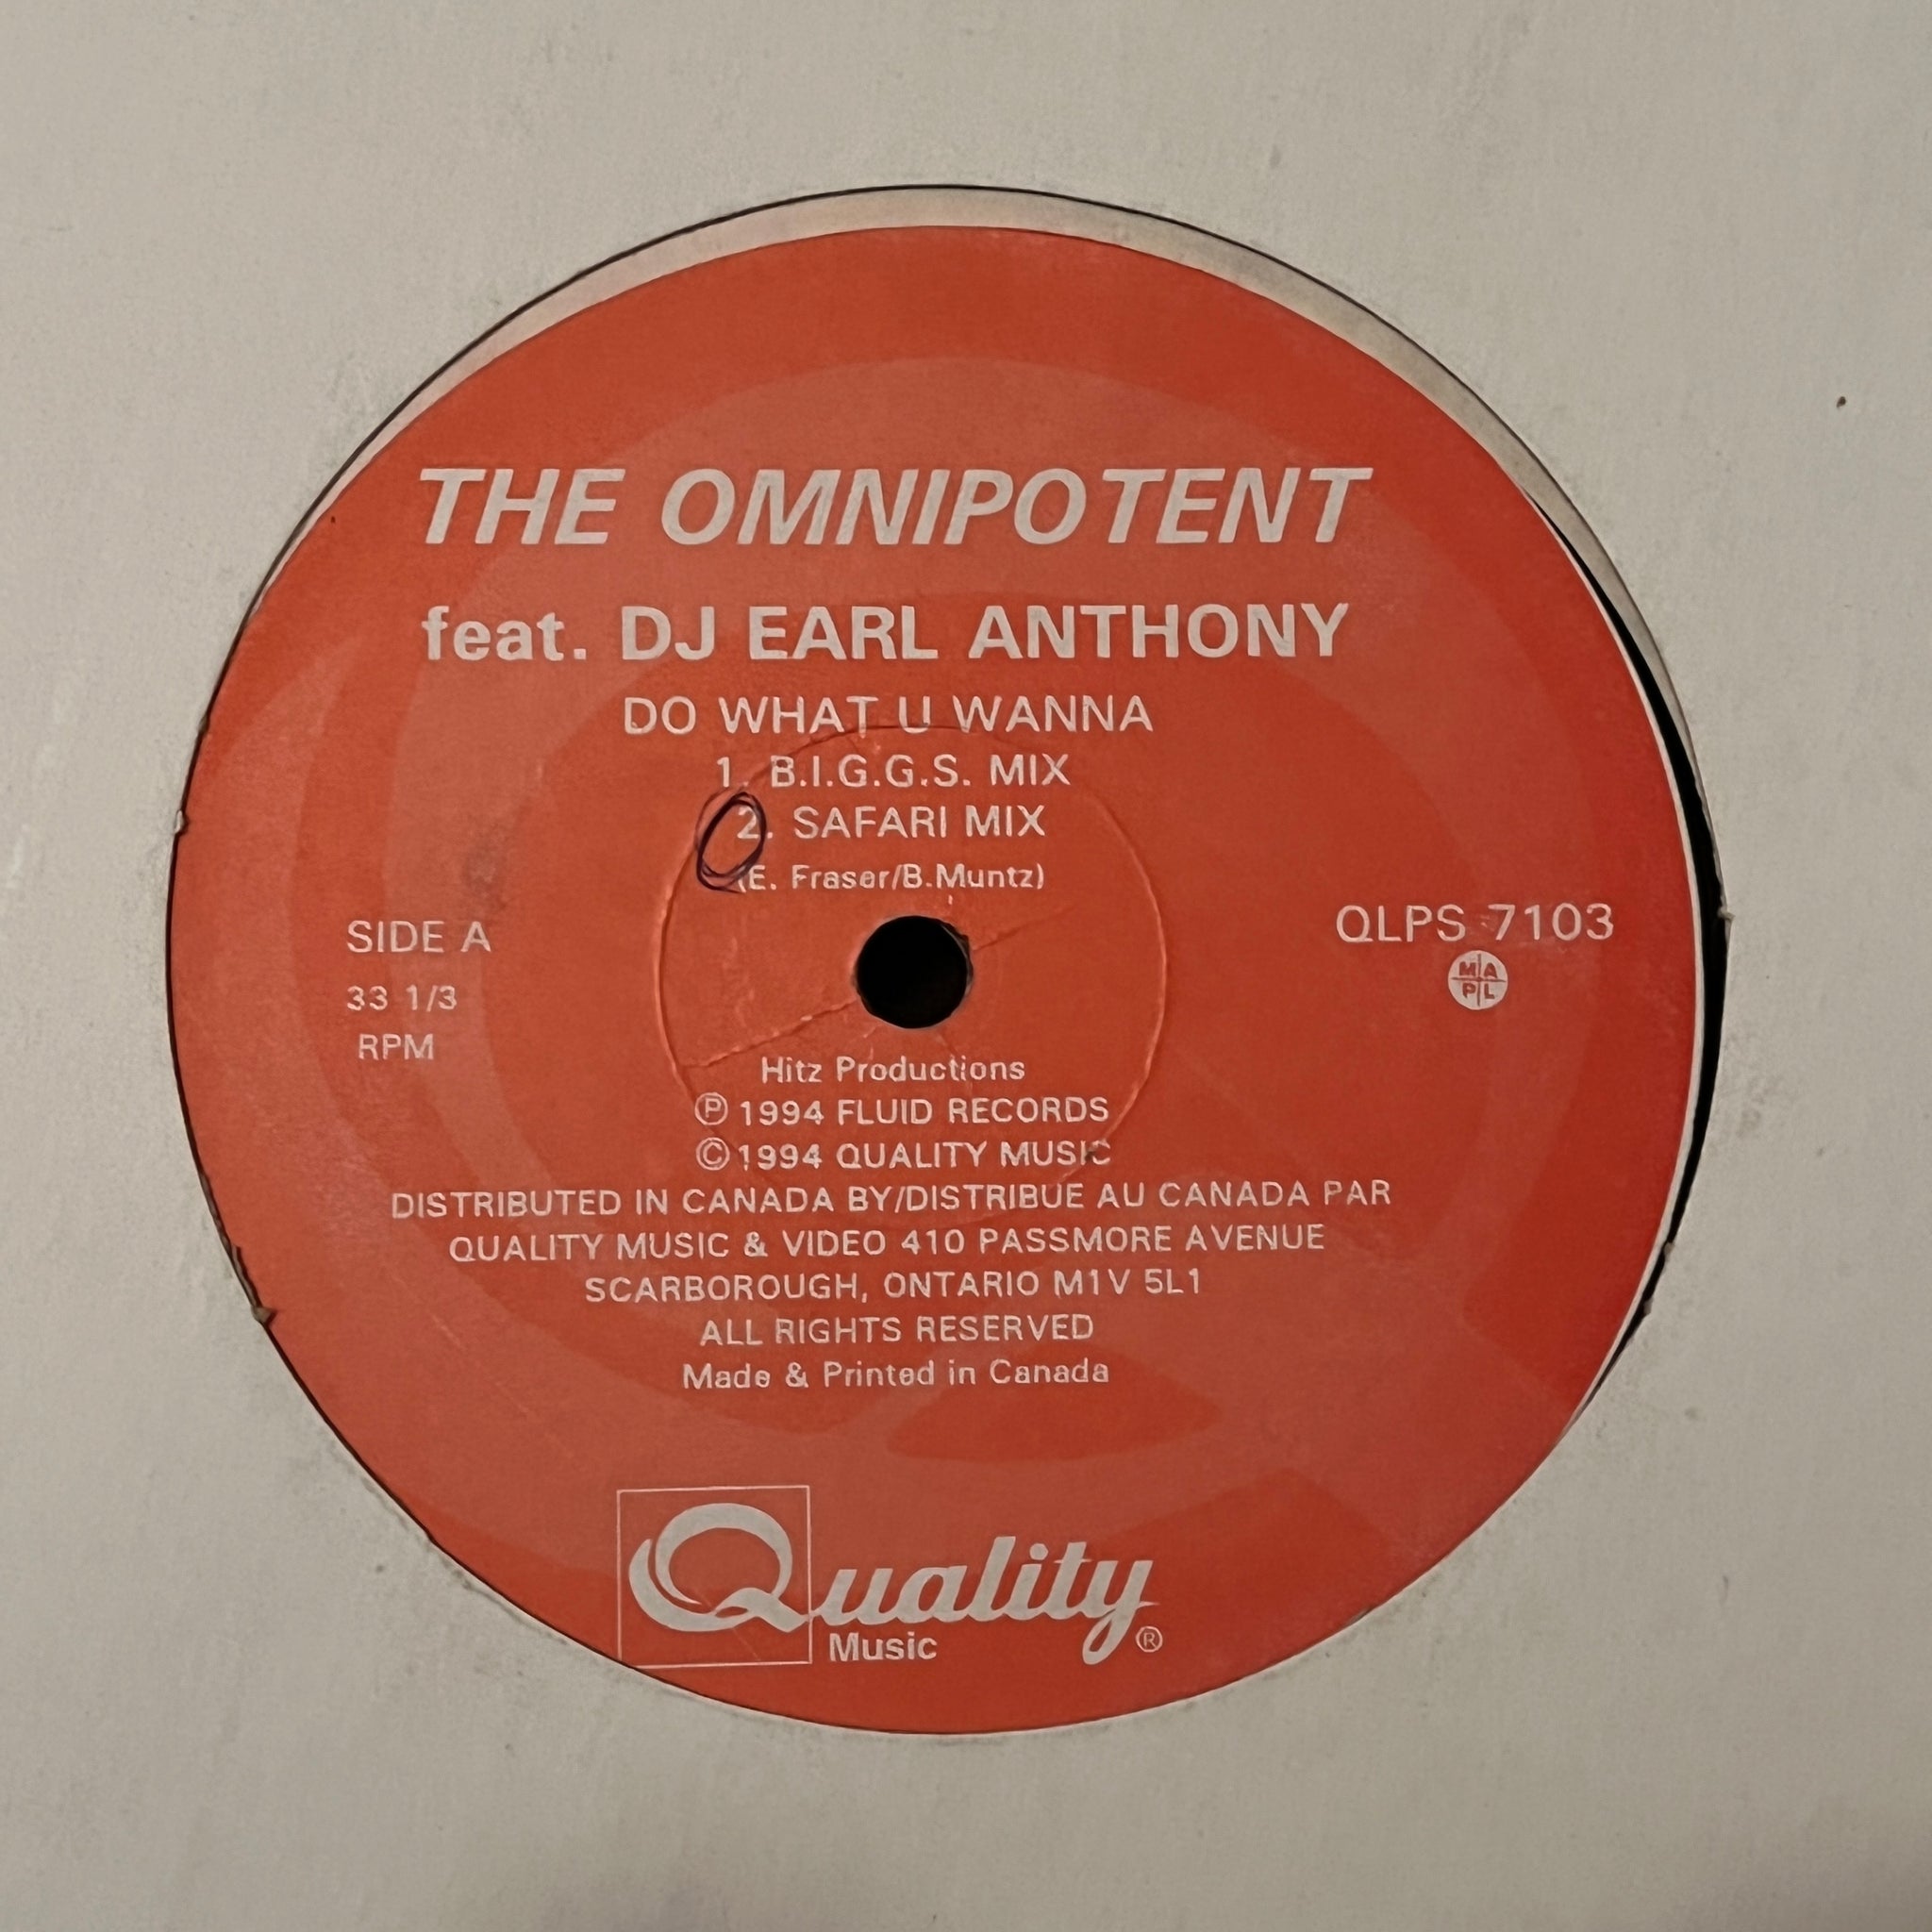 THE OMNIPOTENT
feat. DJ EARL ANTHONY
DO WHAT U WANNA
1. B.I.G.G.S. MIX
2. SAFARI MIX
(E. Fraser/B.Muntz)
SIDE A
33 1/3
RPM
QLPS 7103
MA
PL
Hitz Productions
Ⓟ 1994 FLUID RECORDS
© 1994 QUALITY MUSIC
DISTRIBUTED IN CANADA BY/DISTRIBUE AU CANADA PAR
QUALITY MUSIC & VIDEO 410 PASSMORE AVENUE
SCARBOROUGH, ONTARIO M1V 5L1
ALL RIGHTS RESERVED
Made & Printed in Canada
Quality
Music ®